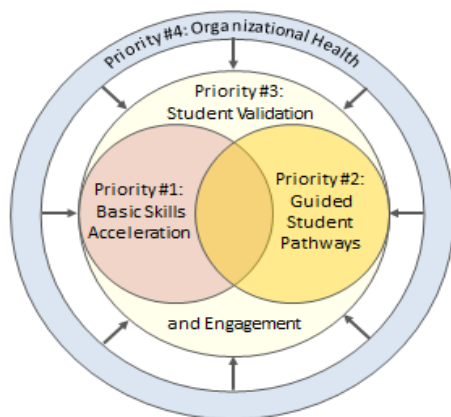 Priority #4: Organizational Health
Priority #3:
Student Validation
Priority #1:
Basic Skills
Acceleration
Priority #2:
Guided
Student
Pathways
and Engagement